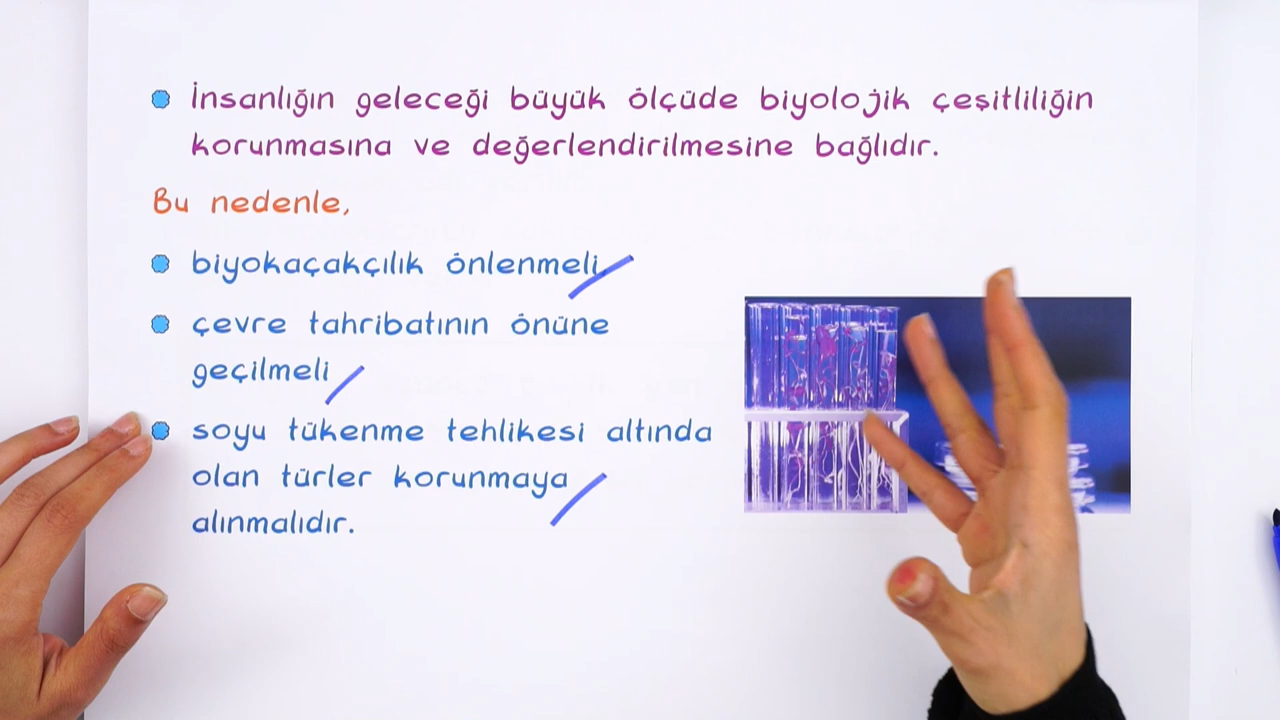 İnsanlığın geleceği büyük ölçüde biyolojik çeşitliliğin
korunmasına ve değerlendirilmesine bağlıdır.
Bu nedenle,
biyokaçakçılık önlenmeli
çevre tahribatının önüne
geçilmeli
soyu tükenme tehlikesi altında
olan türler korunmaya
alınmalıdır.